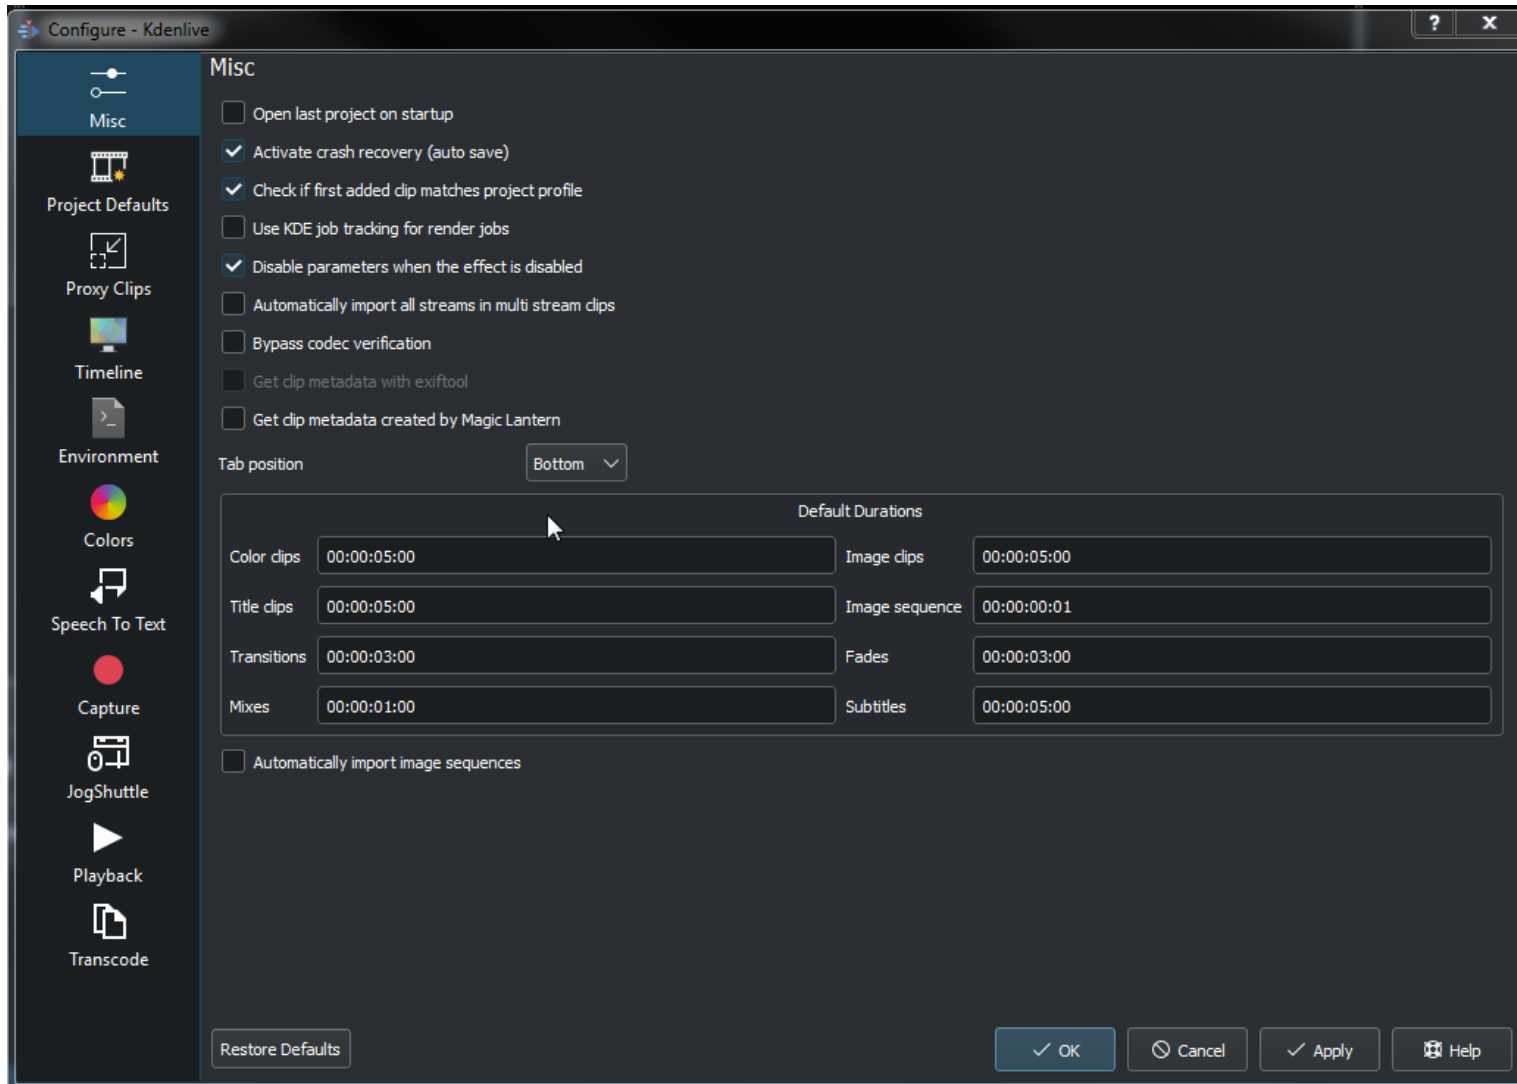 Configure - Kdenlive
?
X
Misc
Project Defaults
Proxy Clips
Timeline
Environment
Colors
Speech To Text
Capture
JogShuttle
Playback
Transcode
Misc
Open last project on startup
Activate crash recovery (auto save)
Check if first added clip matches project profile
Use KDE job tracking for render jobs
Disable parameters when the effect is disabled
Automatically import all streams in multi stream clips
Bypass codec verification
Get clip metadata with exiftool
Get clip metadata created by Magic Lantern
Tab position Bottom
Default Durations
Color clips 00:00:05:00 Image clips 00:00:05:00
Title clips 00:00:05:00 Image sequence 00:00:00:01
Transitions 00:00:03:00 Fades 00:00:03:00
Mixes 00:00:01:00 Subtitles 00:00:05:00
Automatically import image sequences
Restore Defaults OK Cancel Apply Help